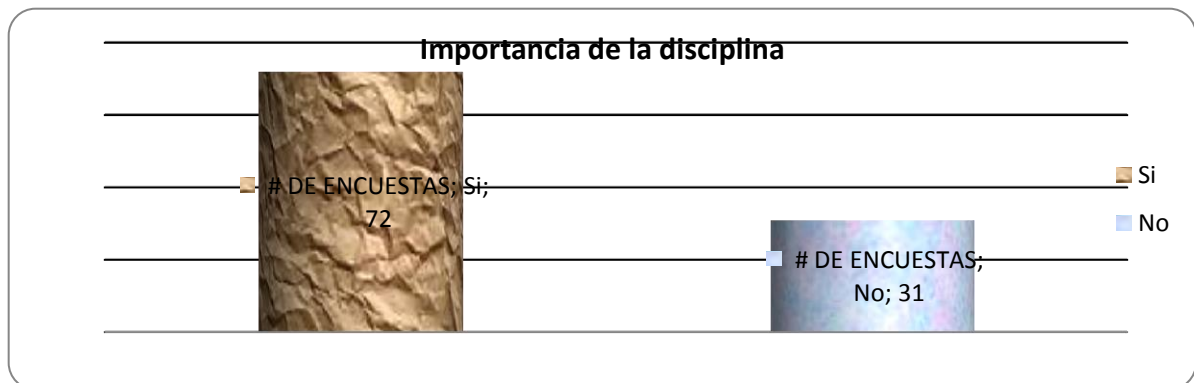 Importancia de la disciplina
# DE ENCUESTAS; Si;
72
# DE ENCUESTAS;
No; 31
Si
No